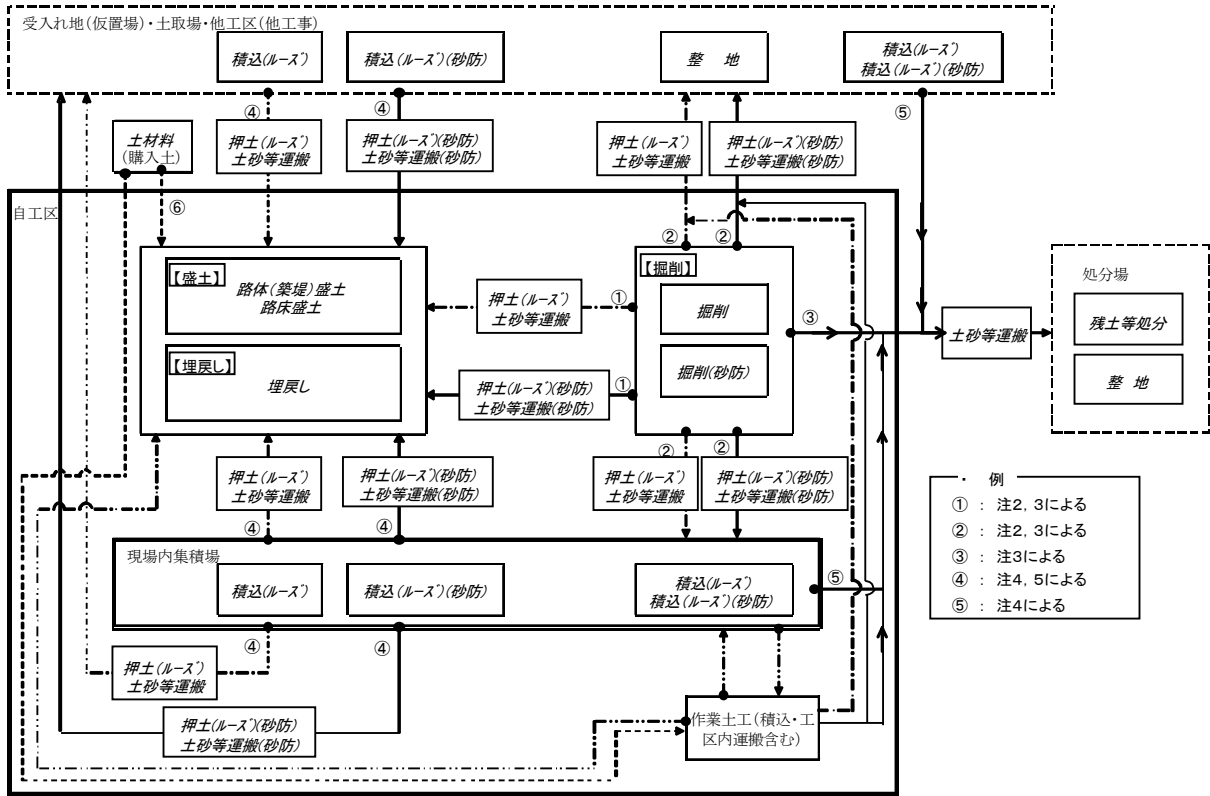 受入れ地(仮置場)・土取場・他工区(他工事)
積込(ﾙｰｽﾞ)
積込(ﾙｰｽﾞ)(砂防)
整 地
積込(ﾙｰｽﾞ)
積込(ﾙｰｽﾞ)(砂防)
④
④
⑤
土材料
(購入土)
押土(ﾙｰｽﾞ)
土砂等運搬
押土(ﾙｰｽﾞ)(砂防)
土砂等運搬(砂防)
押土(ﾙｰｽﾞ)
土砂等運搬
押土(ﾙｰｽﾞ)(砂防)
土砂等運搬(砂防)
自工区
⑥
②
②
【盛土】
路体(築堤)盛土
路床盛土
【埋戻し】
埋戻し
押土(ﾙｰｽﾞ)
土砂等運搬
①
押土(ﾙｰｽﾞ)(砂防)
土砂等運搬(砂防)
①
【掘削】
掘削
掘削(砂防)
③
土砂等運搬
処分場
残土等処分
整 地
②
②
押土(ﾙｰｽﾞ)
土砂等運搬
押土(ﾙｰｽﾞ)(砂防)
土砂等運搬(砂防)
押土(ﾙｰｽﾞ)
土砂等運搬
押土(ﾙｰｽﾞ)(砂防)
土砂等運搬(砂防)
④
④
・ 例
① : 注2,3による
② : 注2,3による
③ : 注3による
④ : 注4,5による
⑤ : 注4による
現場内集積場
積込(ﾙｰｽﾞ)
積込(ﾙｰｽﾞ)(砂防)
積込(ﾙｰｽﾞ)
積込(ﾙｰｽﾞ)(砂防)
⑤
④
④
押土(ﾙｰｽﾞ)
土砂等運搬
押土(ﾙｰｽﾞ)(砂防)
土砂等運搬(砂防)
作業土工(積込・工
区内運搬含む)